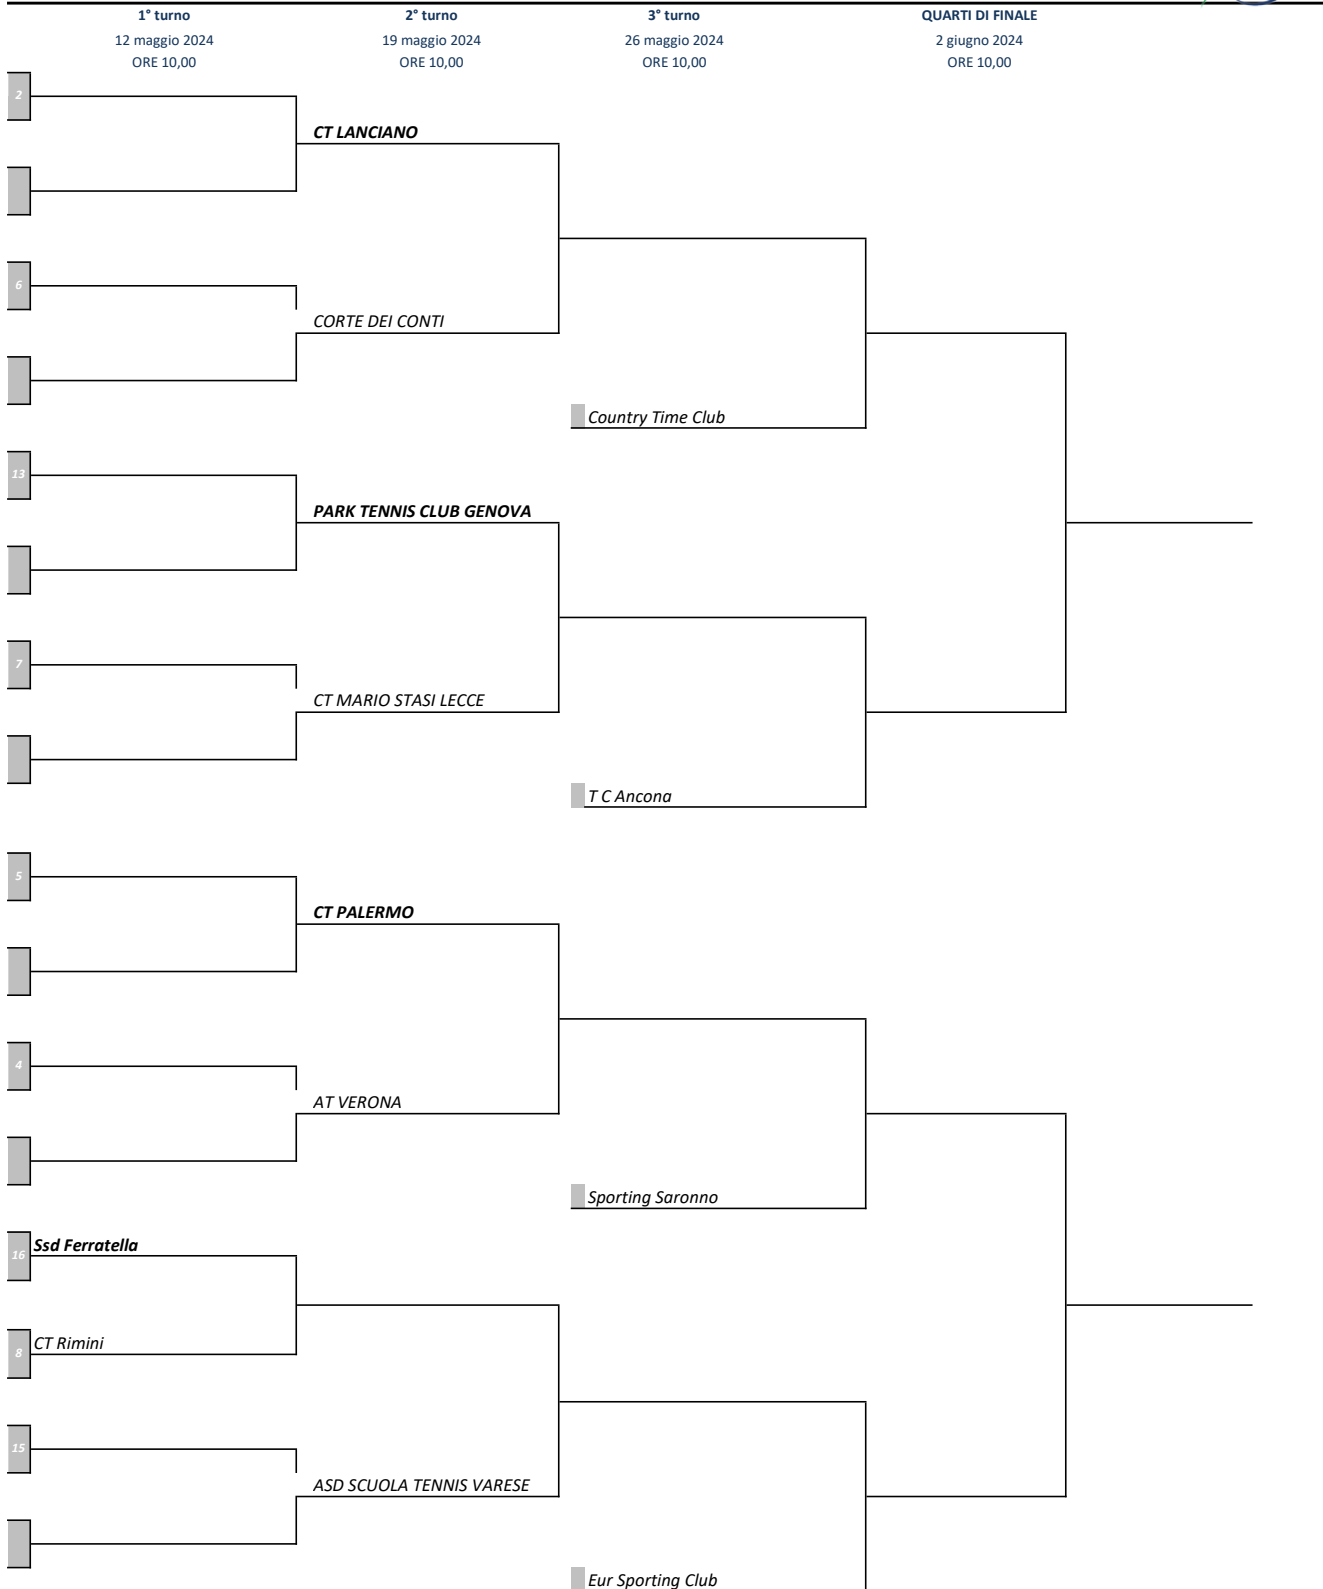 1° turno 2° turno 3° turno QUARTI DI FINALE
12 maggio 2024 19 maggio 2024 26 maggio 2024 2 giugno 2024
ORE 10,00 ORE 10,00 ORE 10,00 ORE 10,00
2
CT LANCIANO
6
CORTE DEI CONTI
Country Time Club
13
PARK TENNIS CLUB GENOVA
7
CT MARIO STASI LECCE
T C Ancona
5
CT PALERMO
4
AT VERONA
Sporting Saronno
16 Ssd Ferratella
8 CT Rimini
15
ASD SCUOLA TENNIS VARESE
Eur Sporting Club